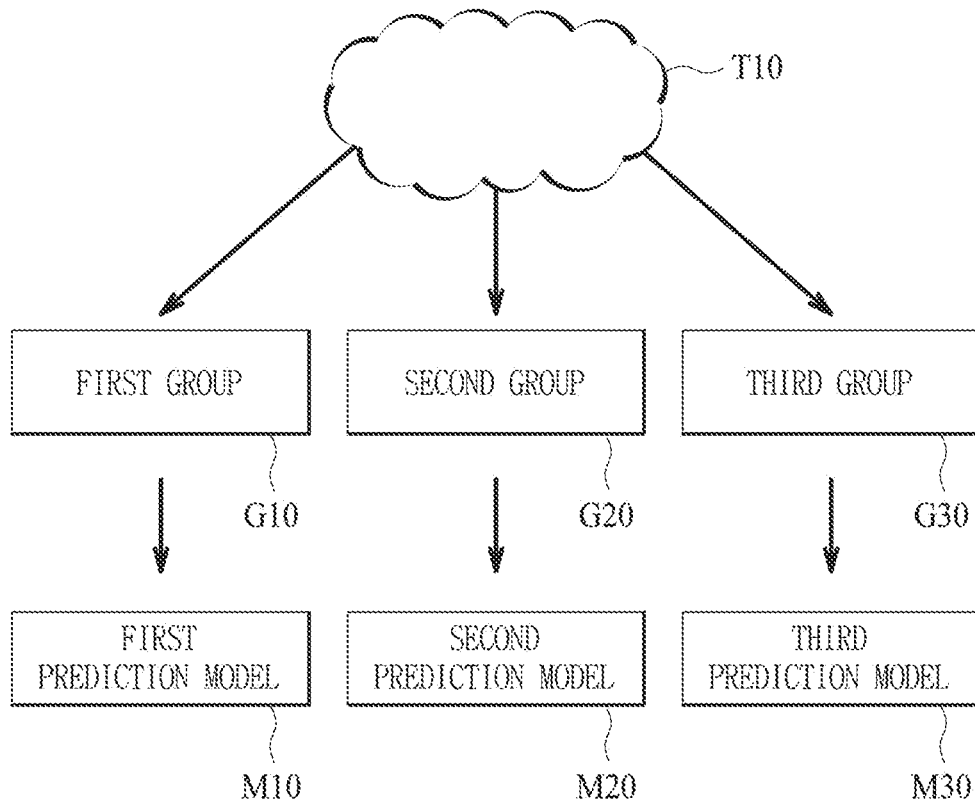 T10
FIRST GROUP
SECOND GROUP
THIRD GROUP
G10
G20
G30
FIRST
PREDICTION MODEL
SECOND
PREDICTION MODEL
THIRD
PREDICTION MODEL
M10
M20
M30